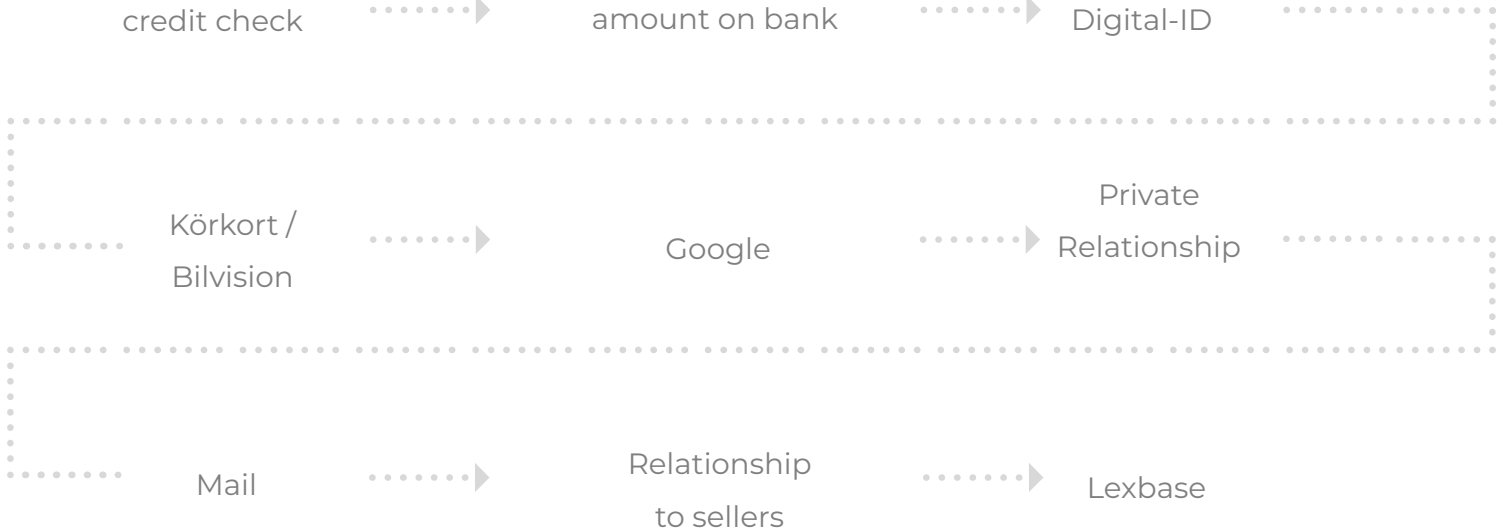 credit check
amount on bank
Digital-ID
Körkort /
Bilvision
Google
Private
Relationship
Mail
Relationship
to sellers
Lexbase